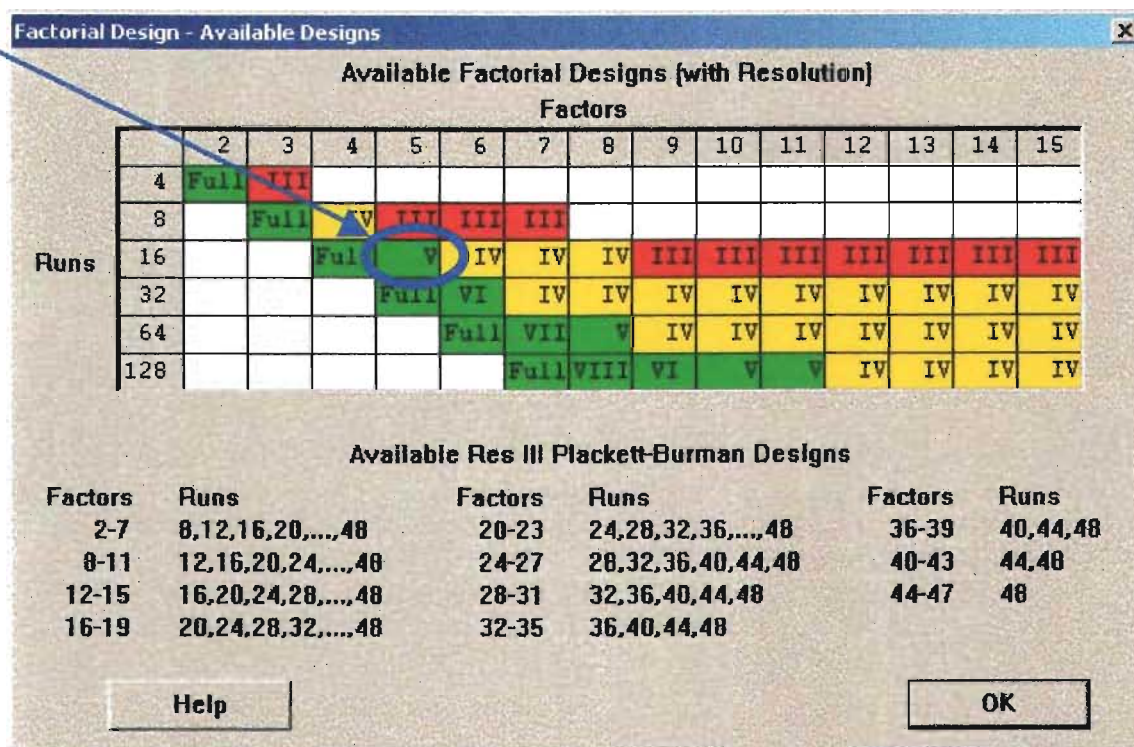 Factorial Design - Available Designs
Available Factorial Designs (with Resolution)
Factors
2 3 4 5 6 7 8 9 10 11 12 13 14 15
4 Full III
8 Full IV III III III
Runs 16 Full V IV IV IV III III III III III III III
32 Full VI IV IV IV IV IV IV IV IV IV
64 Full VII V IV IV IV IV IV IV IV
128 Full VIII VI V V IV IV IV IV
Available Res III Plackett-Burman Designs
Factors Runs Factors Runs Factors Runs
2-7 8,12,16,20,...,48 20-23 24,28,32,36,...,48 36-39 40,44,48
8-11 12,16,20,24,...,48 24-27 28,32,36,40,44,48 40-43 44,48
12-15 16,20,24,28,...,48 28-31 32,36,40,44,48 44-47 48
16-19 20,24,28,32,...,48 32-35 36,40,44,48
Help OK